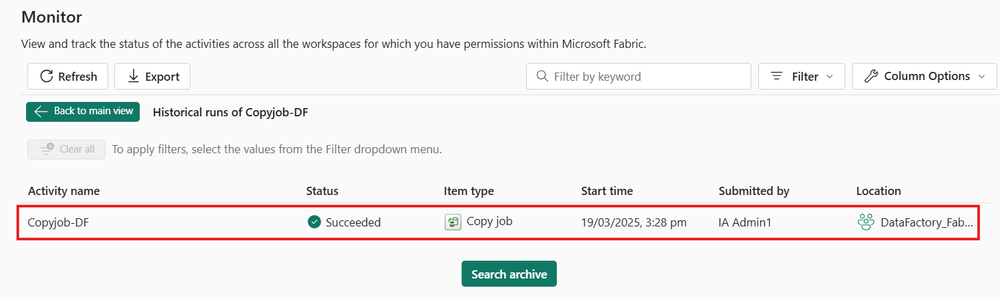 Monitor
View and track the status of the activities across all the workspaces for which you have permissions within Microsoft Fabric.
Refresh Export Filter by keyword Filter Column Options
Back to main view Historical runs of Copyjob-DF
Clear all To apply filters, select the values from the Filter dropdown menu.
Activity name Status Item type Start time Submitted by Location
Copyjob-DF Succeeded Copy job 19/03/2025, 3:28 pm IA Admin1 DataFactory_Fab...
Search archive